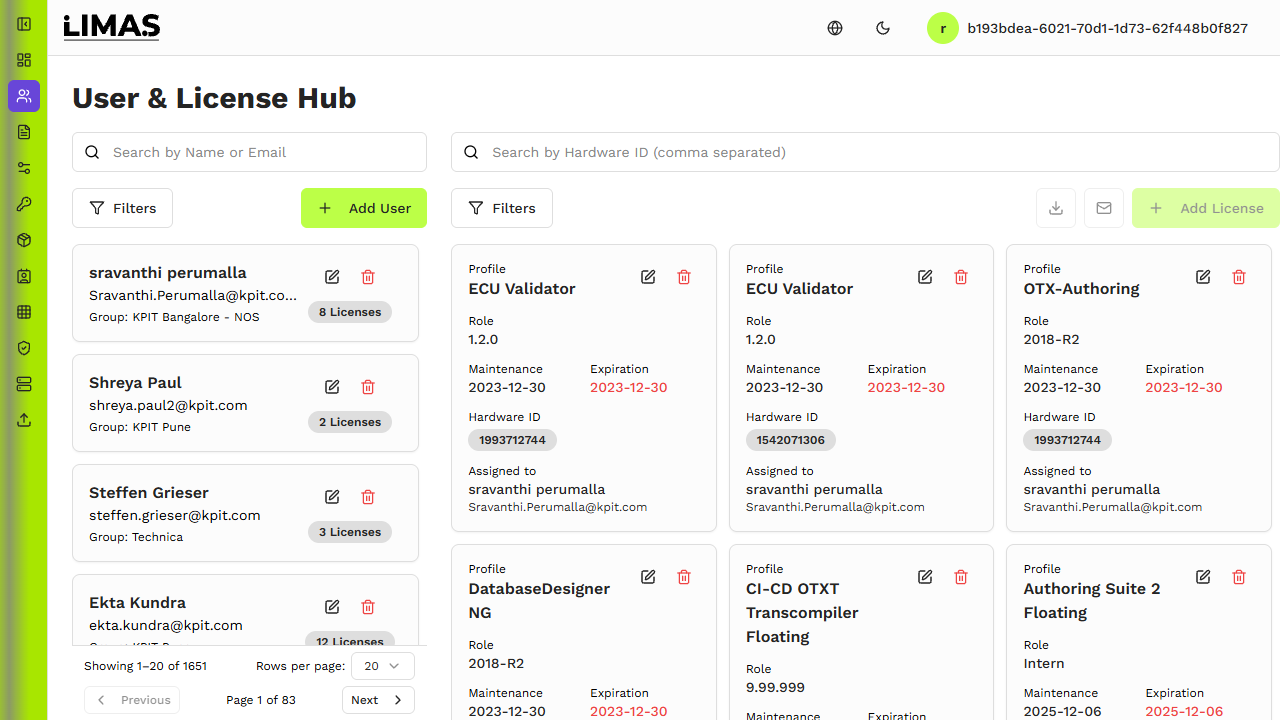 LIMAS
r
b193bdea-6021-70d1-1d73-62f448b0f827
User & License Hub
Search by Name or Email
Search by Hardware ID (comma separated)
Filters
Add User
Filters
Add License
sravanthi perumalla
Sravanthi.Perumalla@kpit.co...
Group: KPIT Bangalore - NOS
8 Licenses
Shreya Paul
shreya.paul2@kpit.com
Group: KPIT Pune
2 Licenses
Steffen Grieser
steffen.grieser@kpit.com
Group: Technica
3 Licenses
Ekta Kundra
ekta.kundra@kpit.com
12 Licenses
Showing 1–20 of 1651
Rows per page:
20
Previous
Page 1 of 83
Next
Profile
ECU Validator
Role
1.2.0
Maintenance
Expiration
2023-12-30
2023-12-30
Hardware ID
1993712744
Assigned to
sravanthi perumalla
Sravanthi.Perumalla@kpit.com
Profile
ECU Validator
Role
1.2.0
Maintenance
Expiration
2023-12-30
2023-12-30
Hardware ID
1542071306
Assigned to
sravanthi perumalla
Sravanthi.Perumalla@kpit.com
Profile
OTX-Authoring
Role
2018-R2
Maintenance
Expiration
2023-12-30
2023-12-30
Hardware ID
1993712744
Assigned to
sravanthi perumalla
Sravanthi.Perumalla@kpit.com
Profile
DatabaseDesigner
NG
Role
2018-R2
Maintenance
Expiration
2023-12-30
2023-12-30
Profile
CI-CD OTXT
Transcompiler
Floating
Role
9.99.999
Maintenance
Expiration
Profile
Authoring Suite 2
Floating
Role
Intern
Maintenance
Expiration
2025-12-06
2025-12-06